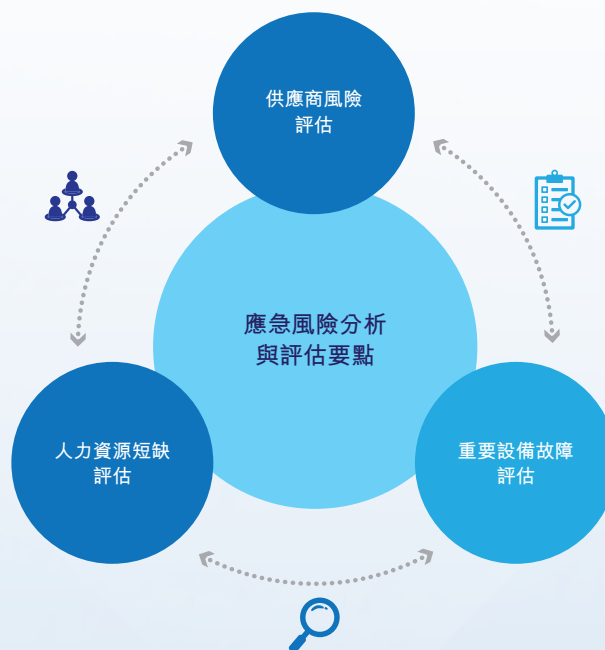 供應商風險
評估
應急風險分析
與評估要點
人力資源短缺
評估
重要設備故障
評估